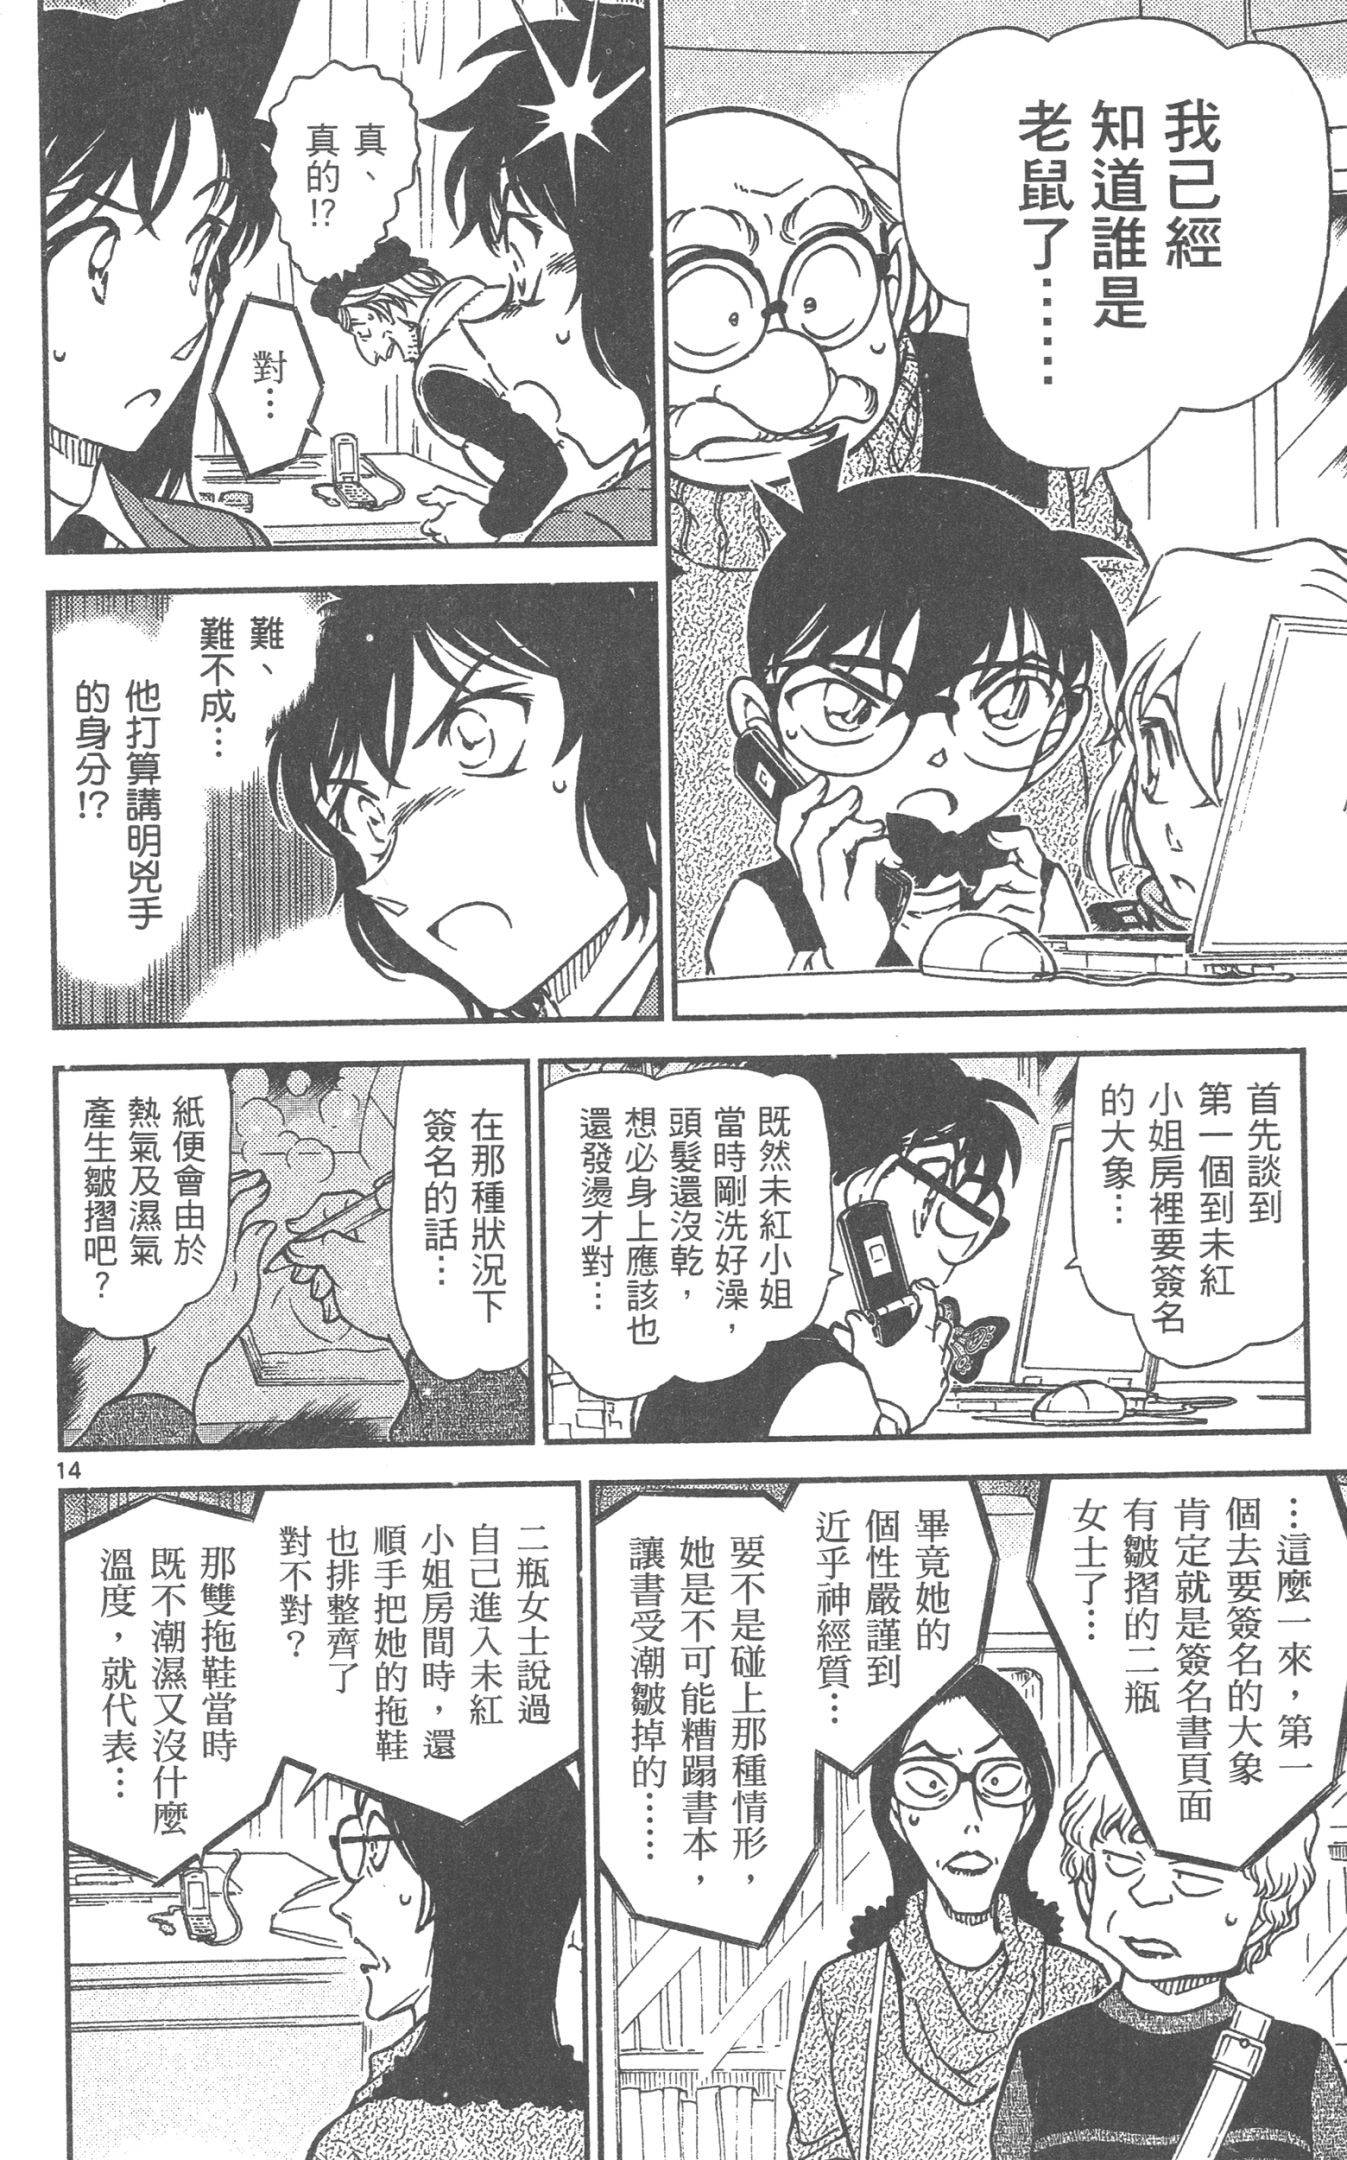 我已經
知道誰是
老鼠了……
真、
真的!?
對…
難、
難不成…
他打算講明兇手
的身分!?
首先談到
第一個到未紅
小姐房裡要簽名
的大象…
既然未紅小姐
當時剛洗好澡，
頭髮還沒乾，
想必身上應該也
還發燙才對…
在那種狀況下
簽名的話…
紙便會由於
熱氣及濕氣
產生皺摺吧？
14
…這麼一來，第一
個去要簽名的大象
肯定就是簽名書頁面
有皺摺的二瓶
女士了…
畢竟她的
個性嚴謹到
近乎神經質…
要不是碰上那種情形，
她是不可能糟蹋書本，
讓書受潮皺掉的……
二瓶女士說過
自己進入未紅
小姐房間時，還
順手把她的拖鞋
也排整齊了
對不對？
那雙拖鞋當時
既不潮濕又沒什麼
溫度，就代表…